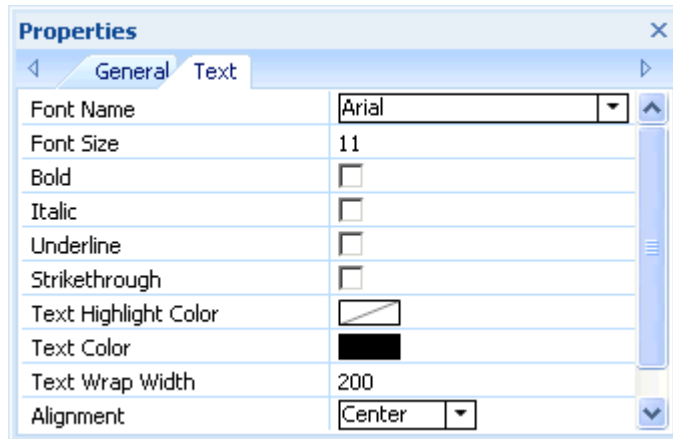 Properties
General Text
Font Name Arial
Font Size 11
Bold
Italic
Underline
Strikethrough
Text Highlight Color
Text Color
Text Wrap Width 200
Alignment Center